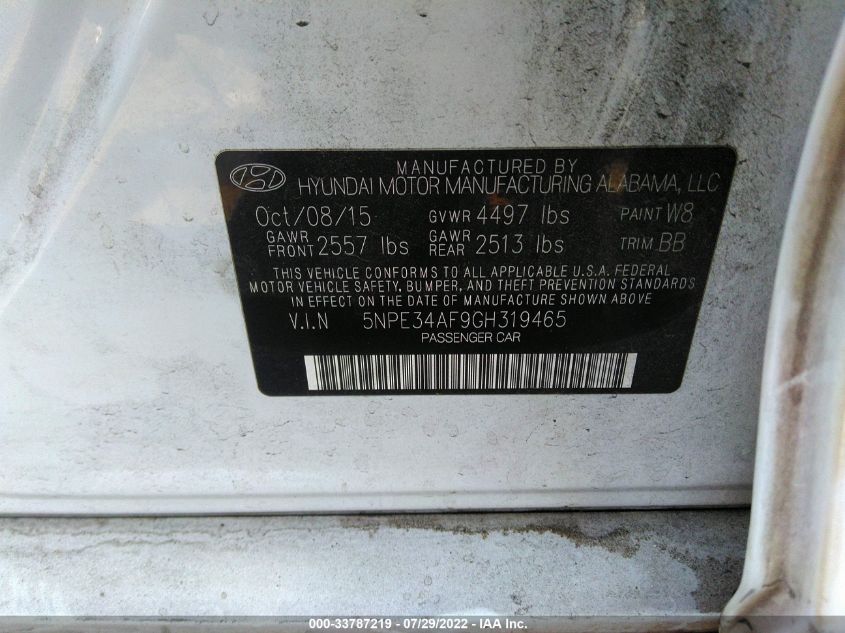 MANUFACTURED BY
HYUNDAI MOTOR MANUFACTURING ALABAMA, LLC
Oct/08/15 GVWR 4497 lbs PAINT W8
GAWR FRONT 2557 lbs GAWR REAR 2513 lbs TRIM BB
THIS VEHICLE CONFORMS TO ALL APPLICABLE U.S.A. FEDERAL
MOTOR VEHICLE SAFETY, BUMPER, AND THEFT PREVENTION STANDARDS
IN EFFECT ON THE DATE OF MANUFACTURE SHOWN ABOVE
V.I.N 5NPE34AF9GH319465
PASSENGER CAR
000-33787219 - 07/29/2022 - IAA Inc.